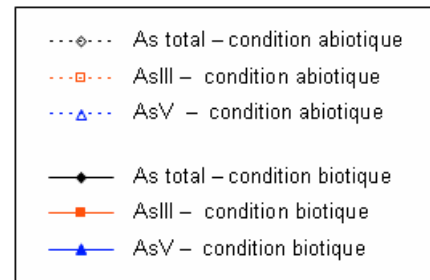 As total – condition abiotique
AsIII – condition abiotique
AsV – condition abiotique
As total – condition biotique
AsIII – condition biotique
AsV – condition biotique